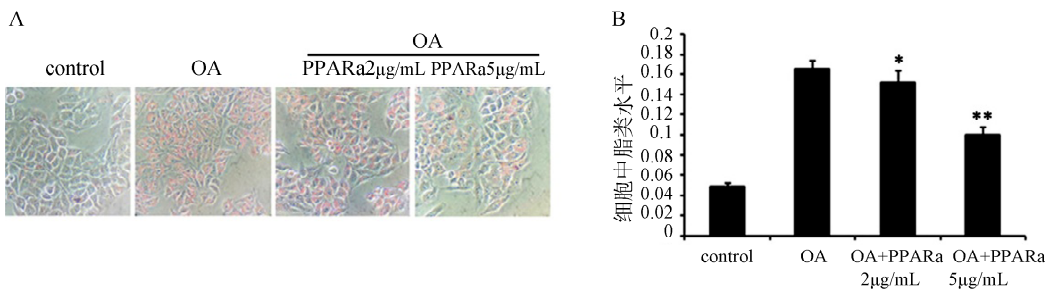 A
OA
control OA PPARa2μg/mL PPARa5μg/mL
B
细胞中脂类水平
0.2
0.18
0.16
0.14
0.12
0.1
0.08
0.06
0.04
0.02
0
*
**
control OA OA+PPARa OA+PPARa
2μg/mL 5μg/mL